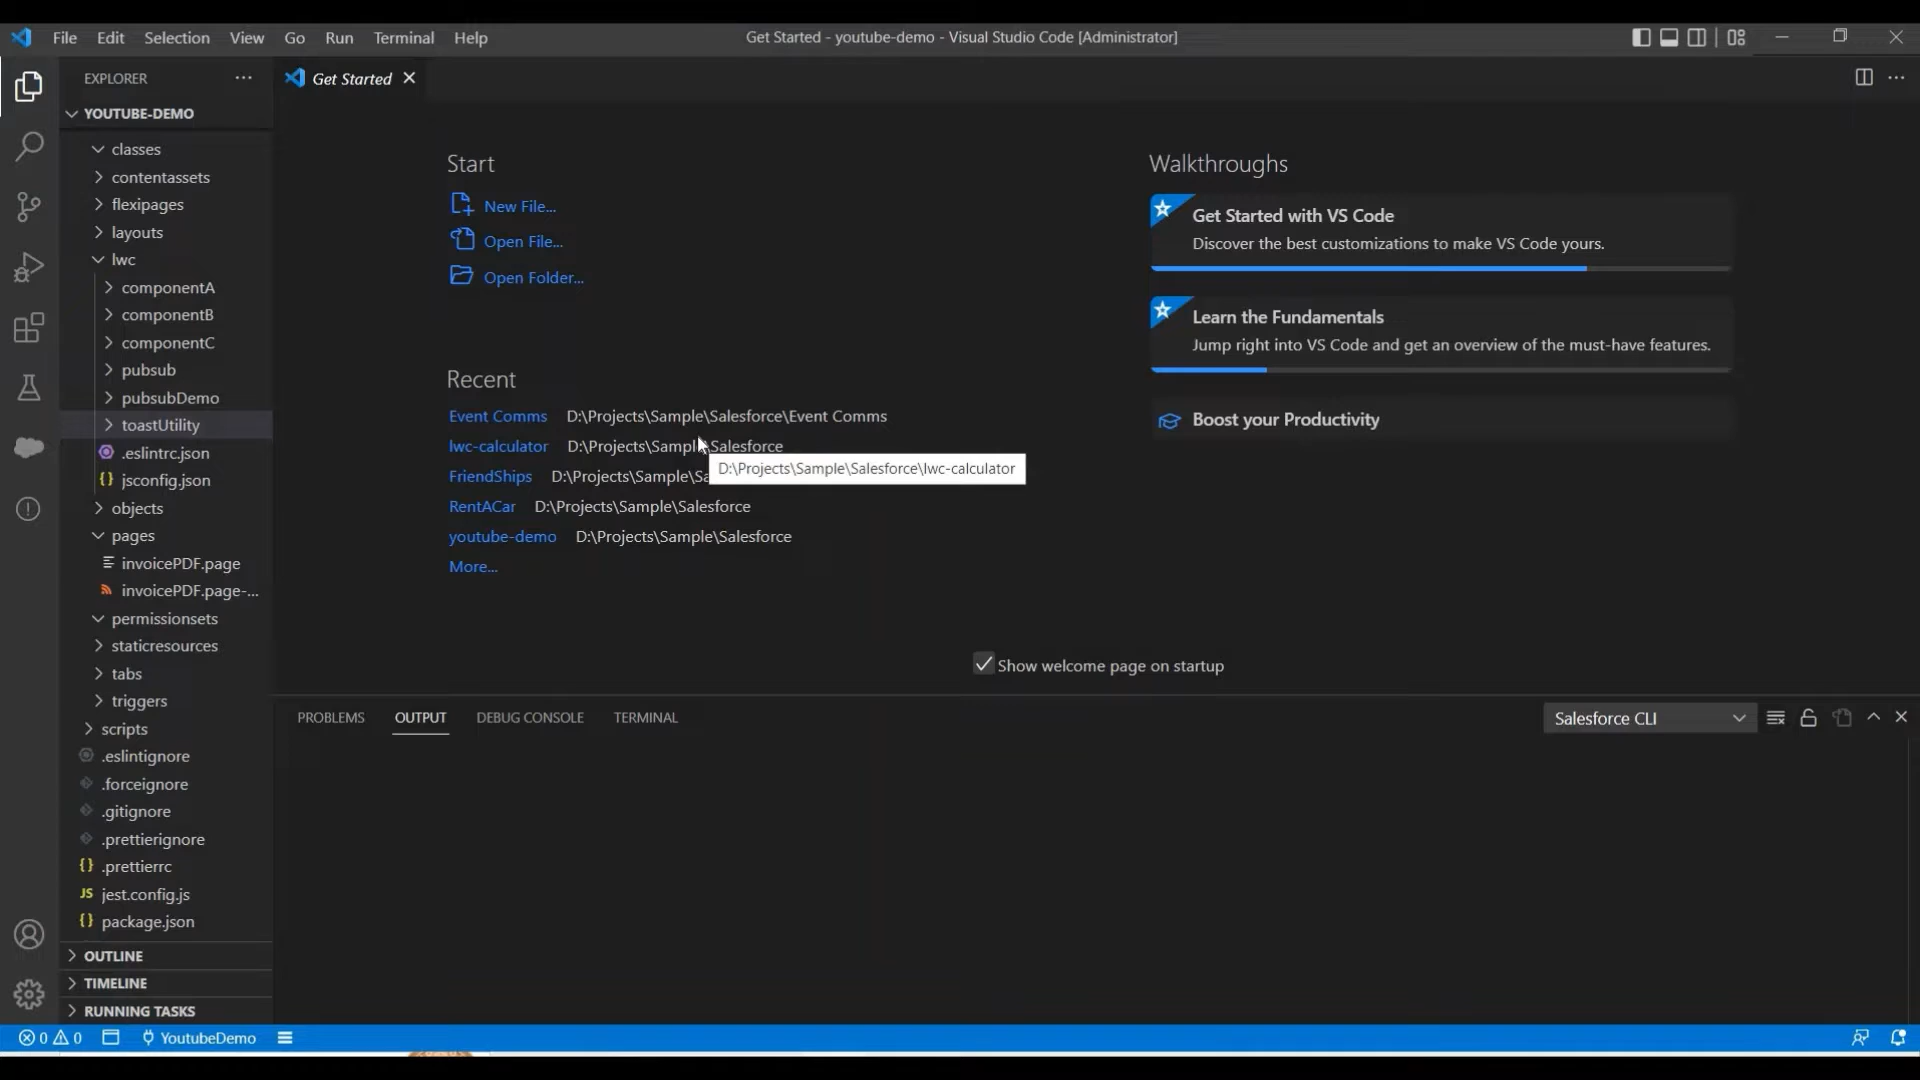 File Edit Selection View Go Run Terminal Help
Get Started - youtube-demo - Visual Studio Code [Administrator]
EXPLORER
Get Started
YOUTUBE-DEMO
classes
contentassets
flexipages
layouts
lwc
componentA
componentB
componentC
pubsub
pubsubDemo
toastUtility
.eslintrc.json
jsconfig.json
objects
pages
invoicePDF.page
invoicePDF.page-...
permissionsets
staticresources
tabs
triggers
scripts
.eslintignore
.forceignore
.gitignore
.prettierignore
.prettierrc
JS jest.config.js
package.json
OUTLINE
TIMELINE
RUNNING TASKS
Start
New File...
Open File...
Open Folder...
Recent
Event Comms D:\Projects\Sample\Salesforce\Event Comms
lwc-calculator D:\Projects\Sample\Salesforce
D:\Projects\Sample\Salesforce\lwc-calculator
FriendShips D:\Projects\Sample\Sa
RentACar D:\Projects\Sample\Salesforce
youtube-demo D:\Projects\Sample\Salesforce
More...
Walkthroughs
Get Started with VS Code
Discover the best customizations to make VS Code yours.
Learn the Fundamentals
Jump right into VS Code and get an overview of the must-have features.
Boost your Productivity
Show welcome page on startup
PROBLEMS OUTPUT DEBUG CONSOLE TERMINAL
Salesforce CLI
0 0 YoutubeDemo